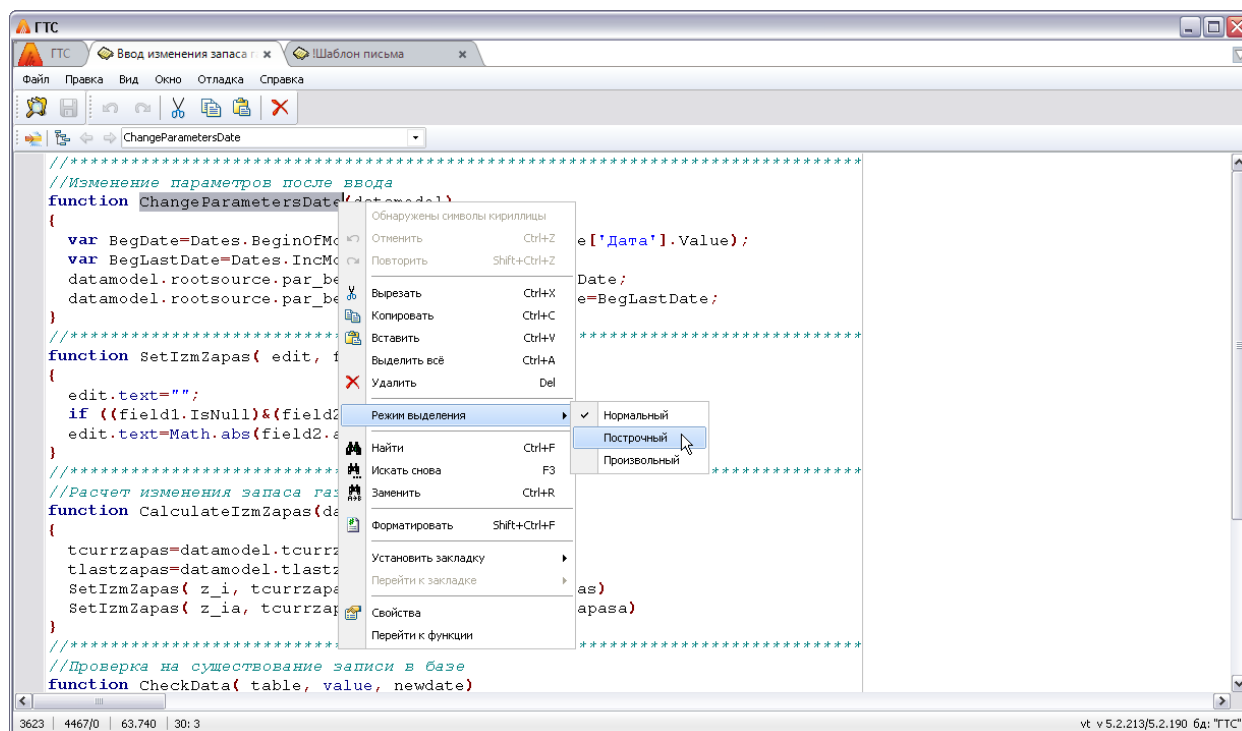 ГТС
ГТС Ввод изменения запаса г !Шаблон письма
Файл Правка Вид Окно Отладка Справка
ChangeParametersDate
//*****************************************************************************
//Изменение параметров после ввода
function ChangeParametersDate(datamodel)
{
var BegDate=Dates.BeginOfMo e['Дата'].Value);
var BegLastDate=Dates.IncMo
datamodel.rootsource.par_be Date;
datamodel.rootsource.par_be e=BegLastDate;
}
//*****************************************************************************
function SetIzmZapas( edit, f
{
edit.text="";
if ((field1.IsNull)&(field2
edit.text=Math.abs(field2.a
}
//*****************************************************************************
//Расчет изменения запаса газ
function CalculateIzmZapas(da
{
tcurrzapas=datamodel.tcurrz
tlastzapas=datamodel.tlastz
SetIzmZapas( z_i, tcurrzapa as)
SetIzmZapas( z_ia, tcurrzap apasa)
}
//*****************************************************************************
//Проверка на существование записи в базе
function CheckData( table, value, newdate)
Обнаружены символы кириллицы
Отменить Ctrl+Z
Повторить Shift+Ctrl+Z
Вырезать Ctrl+X
Копировать Ctrl+C
Вставить Ctrl+V
Выделить всё Ctrl+A
Удалить Del
Режим выделения
Найти Ctrl+F
Искать снова F3
Заменить Ctrl+R
Форматировать Shift+Ctrl+F
Установить закладку
Перейти к закладке
Свойства
Перейти к функции
Нормальный
Построчный
Произвольный
3623 4467/0 63.740 30: 3 vt v 5.2.213/5.2.190 бд: "ГТС"